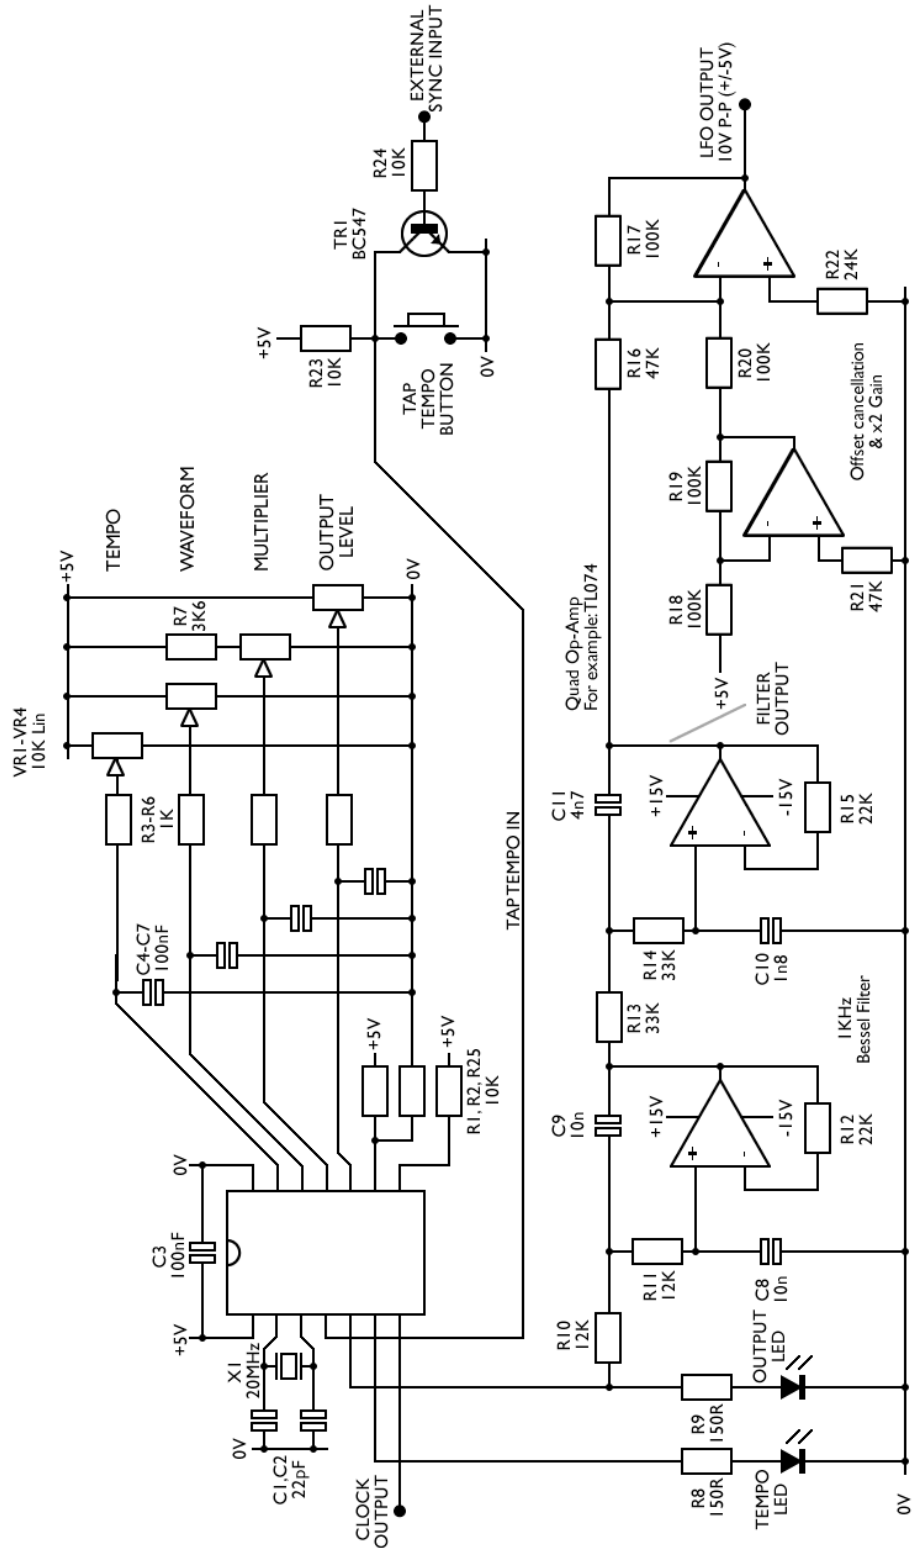 +5V
C3
100nF
0V
X1
20MHz
0V
C1,C2
22pF
CLOCK
OUTPUT
VR1-VR4
10K Lin
+5V
TEMPO
R3-R6
1K
R7
3K6
WAVEFORM
MULTIPLIER
OUTPUT
LEVEL
0V
C4-C7
100nF
+5V
+5V
R1, R2, R25
10K
TAP TEMPO IN
+5V
R23
10K
TAP
TEMPO
BUTTON
0V
TR1
BC547
R24
10K
EXTERNAL
SYNC INPUT
R8
150R
TEMPO
LED
R9
150R
OUTPUT
LED
0V
R10
12K
R11
12K
C8
10n
C9
10n
+15V
+
-
-15V
R12
22K
R13
33K
1KHz
Bessel Filter
R14
33K
C10
1n8
C11
4n7
+15V
+
-
-15V
R15
22K
FILTER
OUTPUT
Quad Op-Amp
For example: TL074
+5V
R18
100K
R19
100K
-
+
R21
47K
R16
47K
R20
100K
Offset cancellation
& x2 Gain
R17
100K
-
+
R22
24K
LFO OUTPUT
10V P-P (+/-5V)